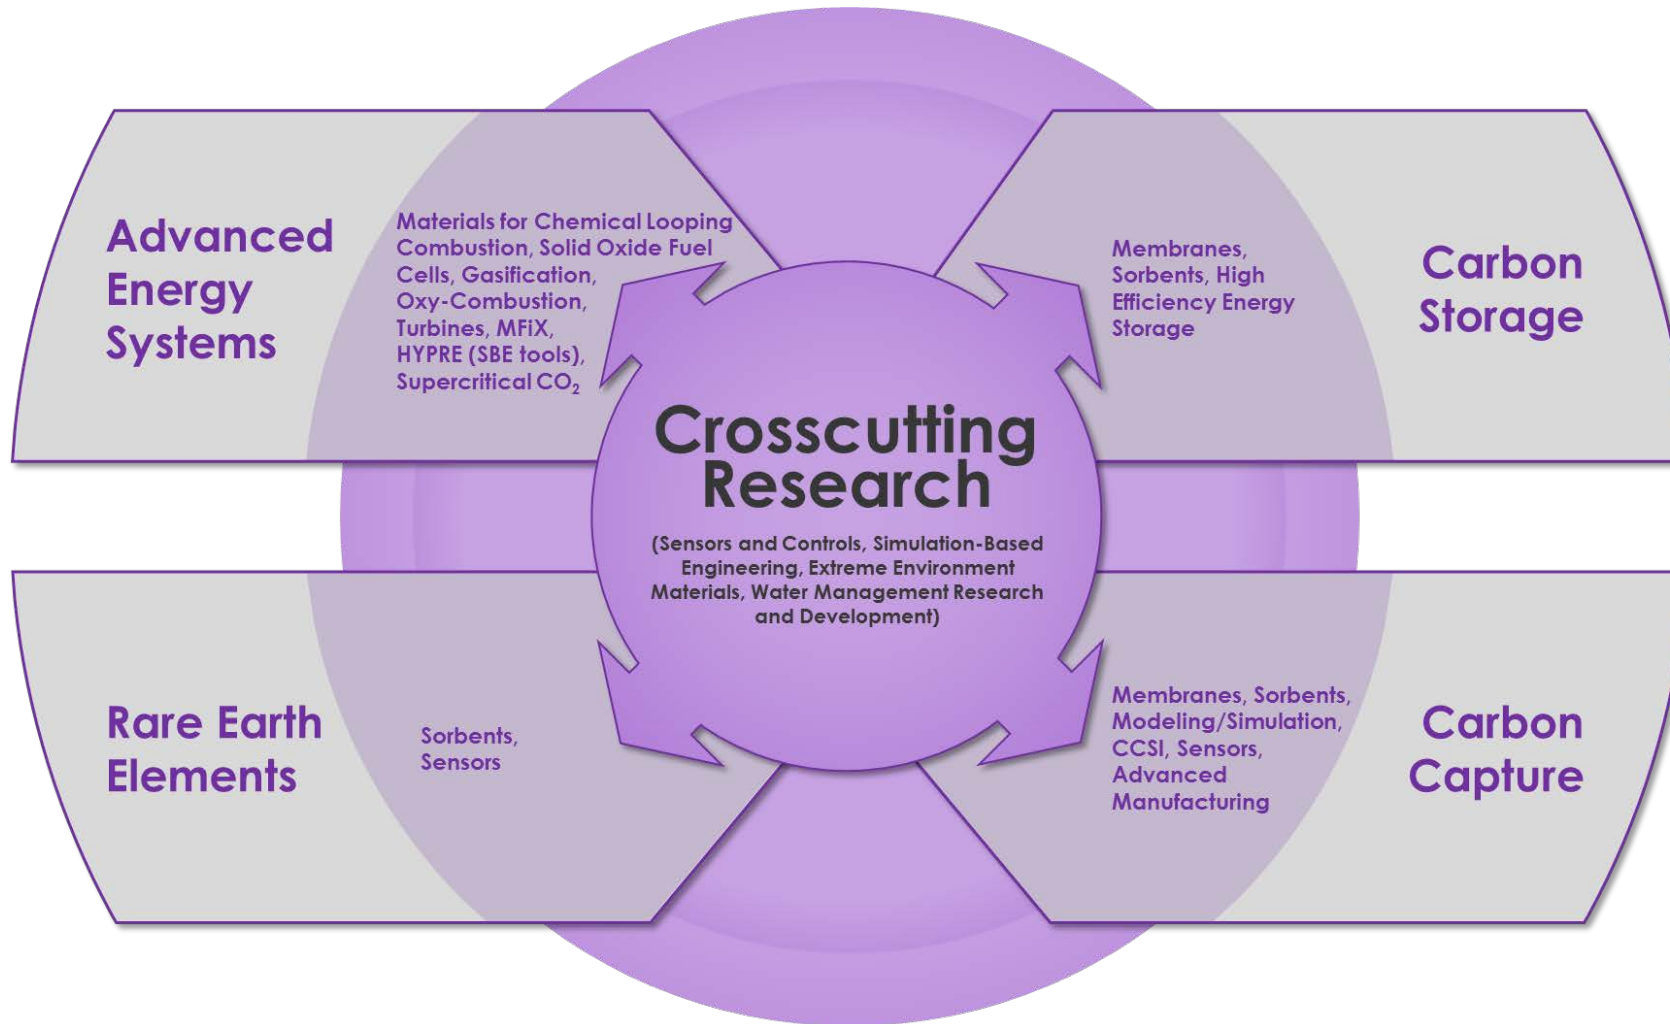 Advanced
Energy
Systems
Materials for Chemical Looping
Combustion, Solid Oxide Fuel
Cells, Gasification,
Oxy-Combustion,
Turbines, MFiX,
HYPRE (SBE tools),
Supercritical CO₂
Membranes,
Sorbents, High
Efficiency Energy
Storage
Carbon
Storage
Crosscutting
Research
(Sensors and Controls, Simulation-Based
Engineering, Extreme Environment
Materials, Water Management Research
and Development)
Rare Earth
Elements
Sorbents,
Sensors
Membranes, Sorbents,
Modeling/Simulation,
CCSI, Sensors,
Advanced
Manufacturing
Carbon
Capture